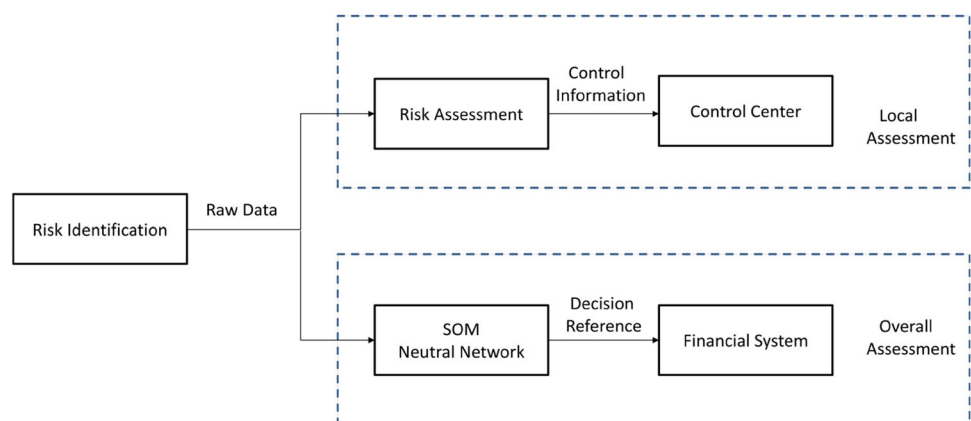 Risk Identification
Raw Data
Risk Assessment
Control
Information
Control Center
Local
Assessment
SOM
Neutral Network
Decision
Reference
Financial System
Overall
Assessment